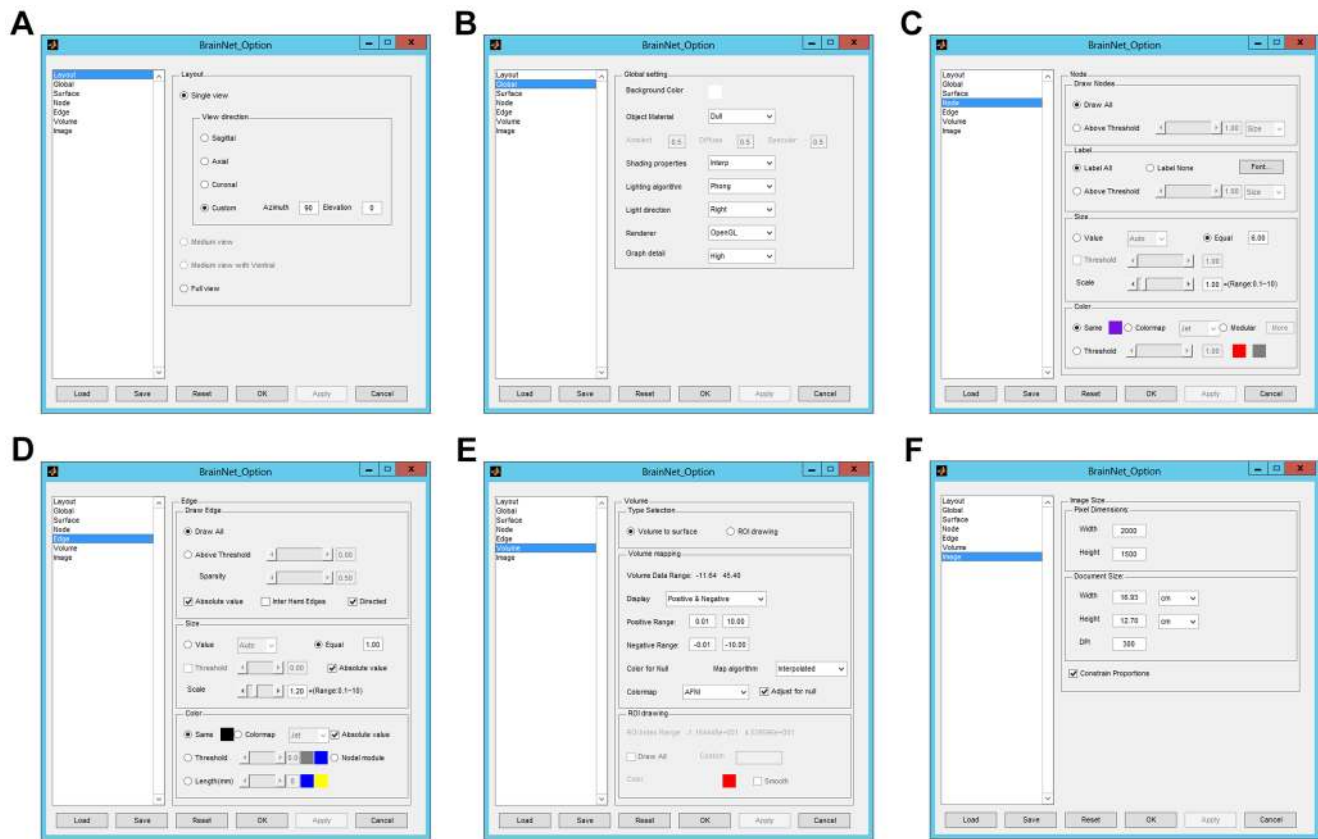 A
BrainNet_Option
Layout
Global
Surface
Node
Edge
Volume
Image
Layout
Single view
View direction
Sagittal
Axial
Coronal
Custom Azimuth 90 Elevation 0
Medium view
Medium view with Ventral
Full view
Load Save Reset OK Apply Cancel
B
BrainNet_Option
Layout
Global
Surface
Node
Edge
Volume
Image
Global setting
Background Color
Object Material Dull
Ambient 0.5 Diffuse 0.5 Specular 0.5
Shading properties Interp
Lighting algorithm Phong
Light direction Right
Renderer OpenGL
Graph detail High
Load Save Reset OK Apply Cancel
C
BrainNet_Option
Layout
Global
Surface
Node
Edge
Volume
Image
Node
Draw Nodes
Draw All
Above Threshold 1.00 Size
Label
Label All Label None Font...
Above Threshold 1.00 Size
Size
Value Auto Equal 6.00
Threshold 1.00
Scale 1.00 *(Range:0.1~10)
Color
Same Colormap Jet Modular More
Threshold 1.00
Load Save Reset OK Apply Cancel
D
BrainNet_Option
Layout
Global
Surface
Node
Edge
Volume
Image
Edge
Draw Edge
Draw All
Above Threshold 0.00
Sparsity 0.50
Absolute value Inter Hemi Edges Directed
Size
Value Auto Equal 1.00
Threshold 0.00 Absolute value
Scale 1.20 *(Range:0.1~10)
Color
Same Colormap Jet Absolute value
Threshold 0.0 Nodal module
Length(mm) 0
Load Save Reset OK Apply Cancel
E
BrainNet_Option
Layout
Global
Surface
Node
Edge
Volume
Image
Volume
Type Selection
Volume to surface ROI drawing
Volume mapping
Volume Data Range: -11.64 45.40
Display Positive & Negative
Positive Range: 0.01 10.00
Negative Range: -0.01 -10.00
Color for Null Map algorithm Interpolated
Colormap AFNI Adjust for null
ROI drawing
ROI Index Range:
Draw All Custom:
Color Smooth
Load Save Reset OK Apply Cancel
F
BrainNet_Option
Layout
Global
Surface
Node
Edge
Volume
Image
Image Size
Pixel Dimensions:
Width 2000
Height 1500
Document Size:
Width 16.93 cm
Height 12.70 cm
DPI: 300
Constrain Proportions
Load Save Reset OK Apply Cancel